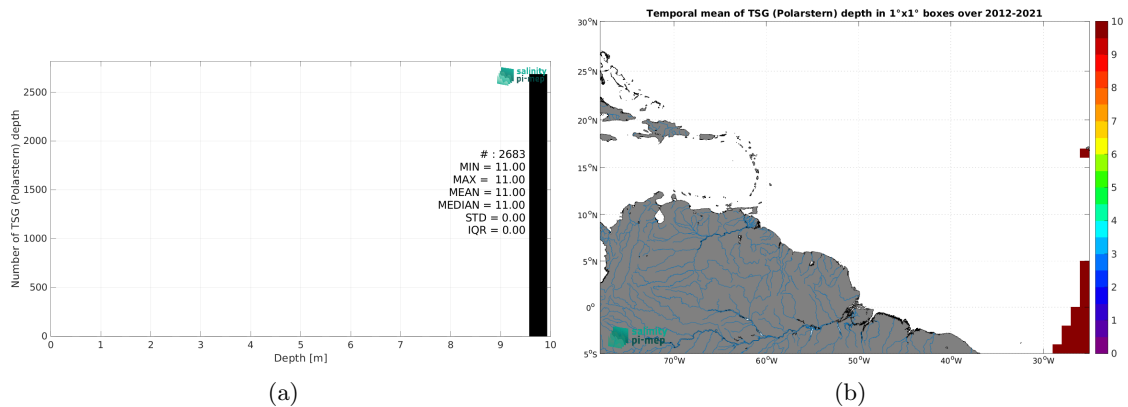 salinity
pi-mep
Number of TSG (Polarstern) depth
2500
2000
1500
1000
500
0
# : 2683
MIN = 11.00
MAX = 11.00
MEAN = 11.00
MEDIAN = 11.00
STD = 0.00
IQR = 0.00
0 1 2 3 4 5 6 7 8 9 10
Depth [m]
(a)
Temporal mean of TSG (Polarstern) depth in 1°x1° boxes over 2012-2021
30°N
25°N
20°N
15°N
10°N
5°N
0°
5°S
70°W 60°W 50°W 40°W 30°W
salinity
pi-mep
10
9
8
7
6
5
4
3
2
1
0
(b)